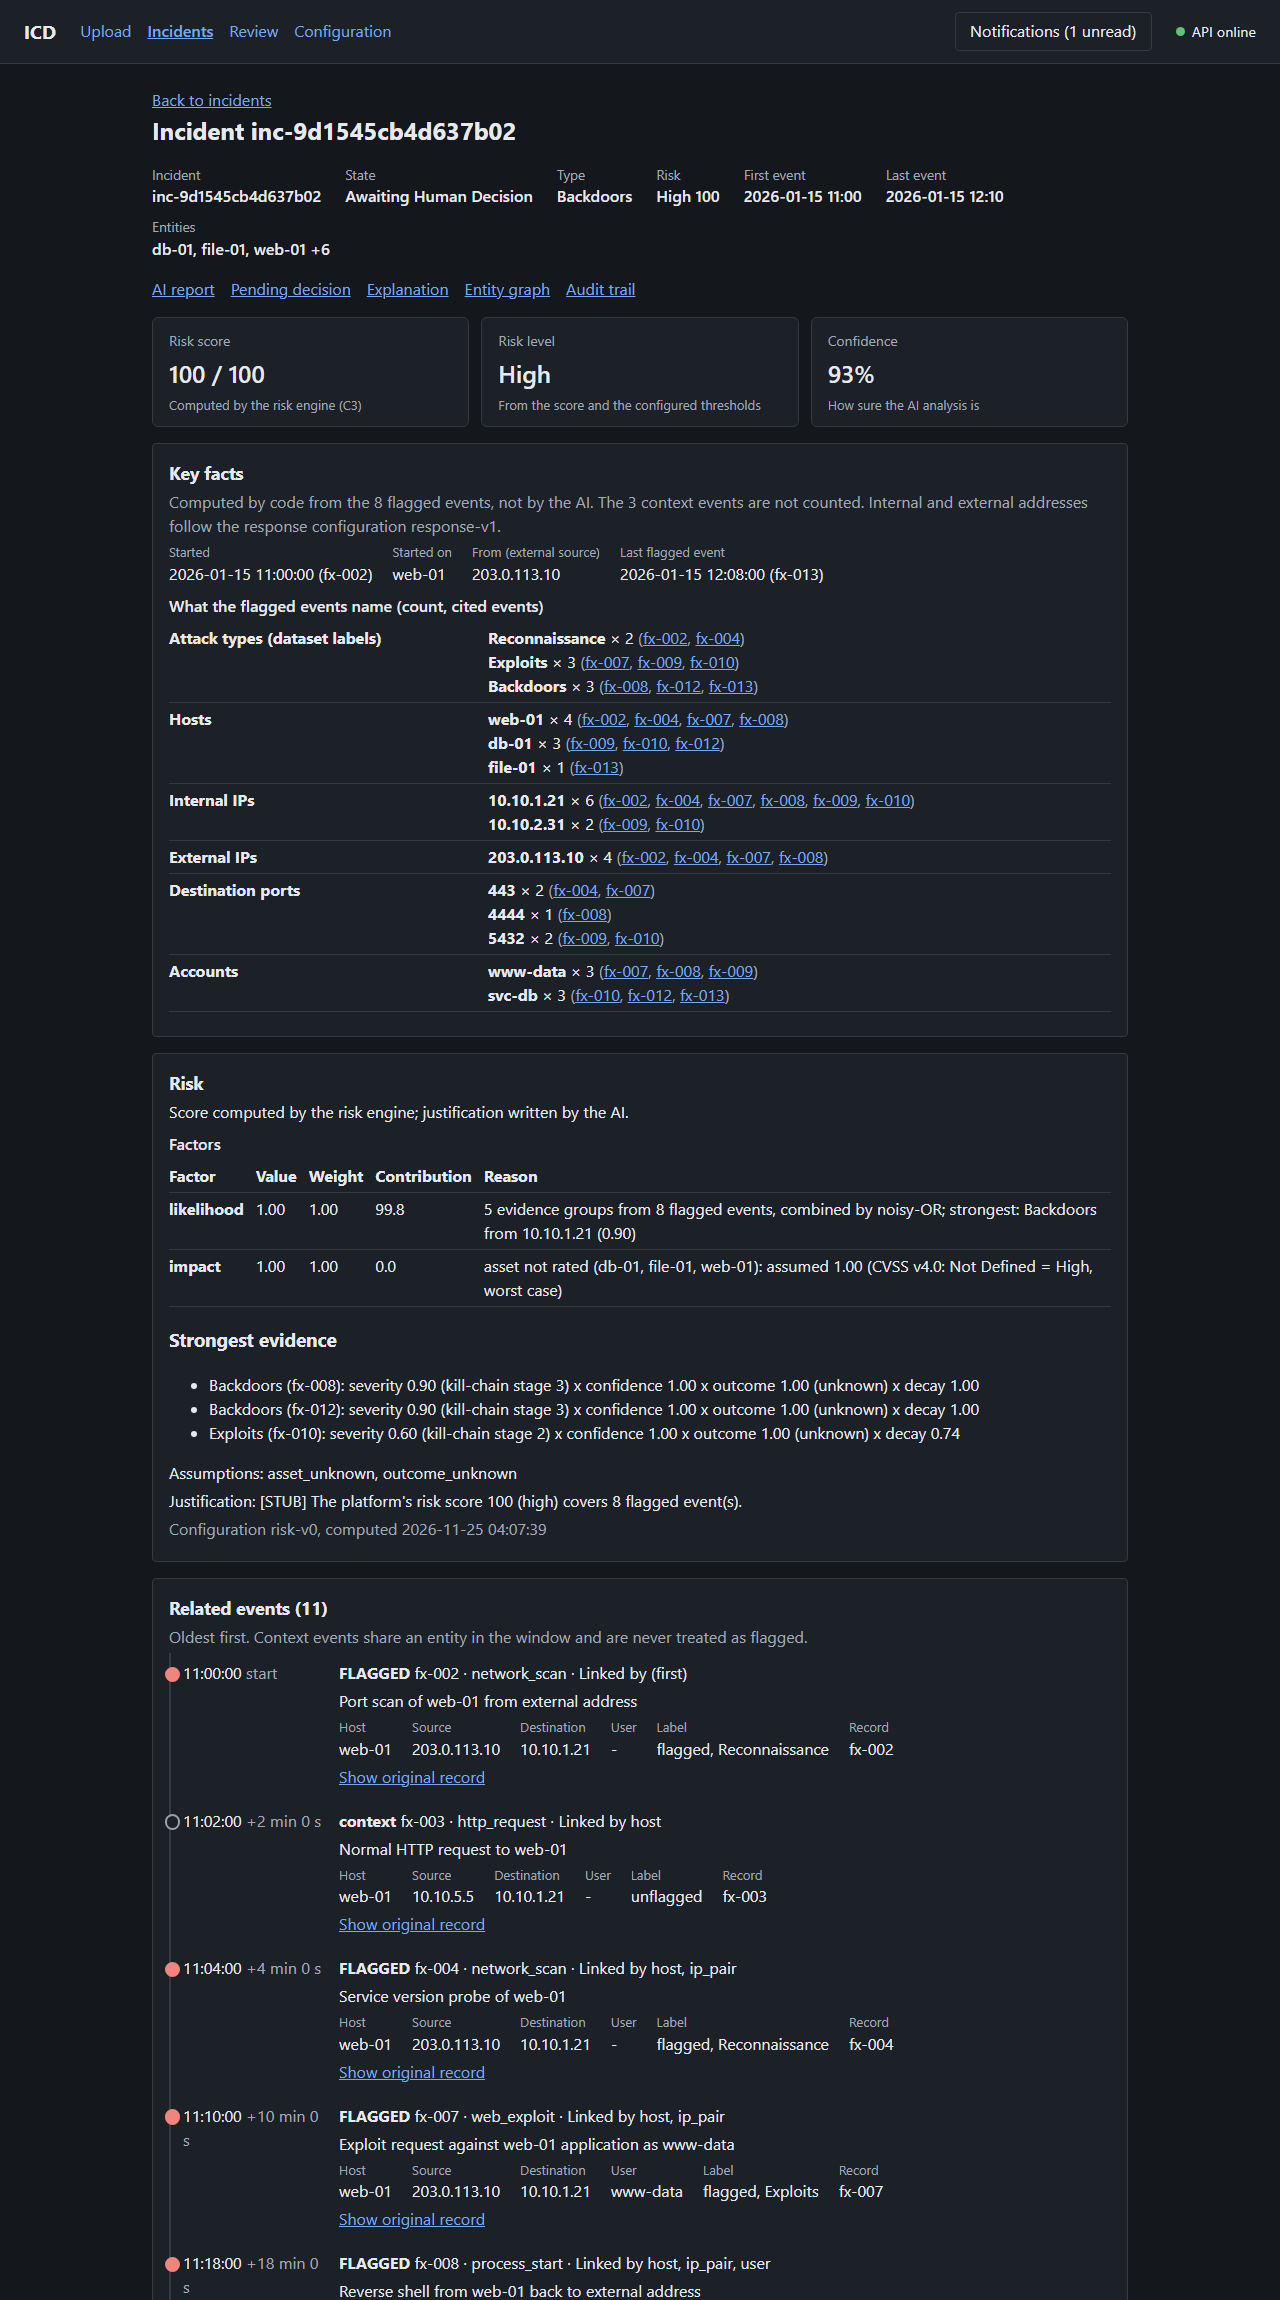 ICD Upload Incidents Review Configuration Notifications (1 unread) API online
Back to incidents
Incident inc-9d1545cb4d637b02
Incident State Type Risk First event Last event
inc-9d1545cb4d637b02 Awaiting Human Decision Backdoors High 100 2026-01-15 11:00 2026-01-15 12:10
Entities
db-01, file-01, web-01 +6
AI report Pending decision Explanation Entity graph Audit trail
Risk score Risk level Confidence
100 / 100 High 93%
Computed by the risk engine (C3) From the score and the configured thresholds How sure the AI analysis is
Key facts
Computed by code from the 8 flagged events, not by the AI. The 3 context events are not counted. Internal and external addresses
follow the response configuration response-v1.
Started Started on From (external source) Last flagged event
2026-01-15 11:00:00 (fx-002) web-01 203.0.113.10 2026-01-15 12:08:00 (fx-013)
What the flagged events name (count, cited events)
Attack types (dataset labels) Reconnaissance × 2 (fx-002, fx-004)
Exploits × 3 (fx-007, fx-009, fx-010)
Backdoors × 3 (fx-008, fx-012, fx-013)
Hosts web-01 × 4 (fx-002, fx-004, fx-007, fx-008)
db-01 × 3 (fx-009, fx-010, fx-012)
file-01 × 1 (fx-013)
Internal IPs 10.10.1.21 × 6 (fx-002, fx-004, fx-007, fx-008, fx-009, fx-010)
10.10.2.31 × 2 (fx-009, fx-010)
External IPs 203.0.113.10 × 4 (fx-002, fx-004, fx-007, fx-008)
Destination ports 443 × 2 (fx-004, fx-007)
4444 × 1 (fx-008)
5432 × 2 (fx-009, fx-010)
Accounts www-data × 3 (fx-007, fx-008, fx-009)
svc-db × 3 (fx-010, fx-012, fx-013)
Risk
Score computed by the risk engine; justification written by the AI.
Factors
Factor Value Weight Contribution Reason
likelihood 1.00 1.00 99.8 5 evidence groups from 8 flagged events, combined by noisy-OR; strongest: Backdoors
from 10.10.1.21 (0.90)
impact 1.00 1.00 0.0 asset not rated (db-01, file-01, web-01): assumed 1.00 (CVSS v4.0: Not Defined = High,
worst case)
Strongest evidence
• Backdoors (fx-008): severity 0.90 (kill-chain stage 3) x confidence 1.00 x outcome 1.00 (unknown) x decay 1.00
• Backdoors (fx-012): severity 0.90 (kill-chain stage 3) x confidence 1.00 x outcome 1.00 (unknown) x decay 1.00
• Exploits (fx-010): severity 0.60 (kill-chain stage 2) x confidence 1.00 x outcome 1.00 (unknown) x decay 0.74
Assumptions: asset_unknown, outcome_unknown
Justification: [STUB] The platform's risk score 100 (high) covers 8 flagged event(s).
Configuration risk-v0, computed 2026-11-25 04:07:39
Related events (11)
Oldest first. Context events share an entity in the window and are never treated as flagged.
11:00:00 start FLAGGED fx-002 · network_scan · Linked by (first)
Port scan of web-01 from external address
Host Source Destination User Label Record
web-01 203.0.113.10 10.10.1.21 - flagged, Reconnaissance fx-002
Show original record
11:02:00 +2 min 0 s context fx-003 · http_request · Linked by host
Normal HTTP request to web-01
Host Source Destination User Label Record
web-01 10.10.5.5 10.10.1.21 - unflagged fx-003
Show original record
11:04:00 +4 min 0 s FLAGGED fx-004 · network_scan · Linked by host, ip_pair
Service version probe of web-01
Host Source Destination User Label Record
web-01 203.0.113.10 10.10.1.21 - flagged, Reconnaissance fx-004
Show original record
11:10:00 +10 min 0 FLAGGED fx-007 · web_exploit · Linked by host, ip_pair
s Exploit request against web-01 application as www-data
Host Source Destination User Label Record
web-01 203.0.113.10 10.10.1.21 www-data flagged, Exploits fx-007
Show original record
11:18:00 +18 min 0 FLAGGED fx-008 · process_start · Linked by host, ip_pair, user
s Reverse shell from web-01 back to external address